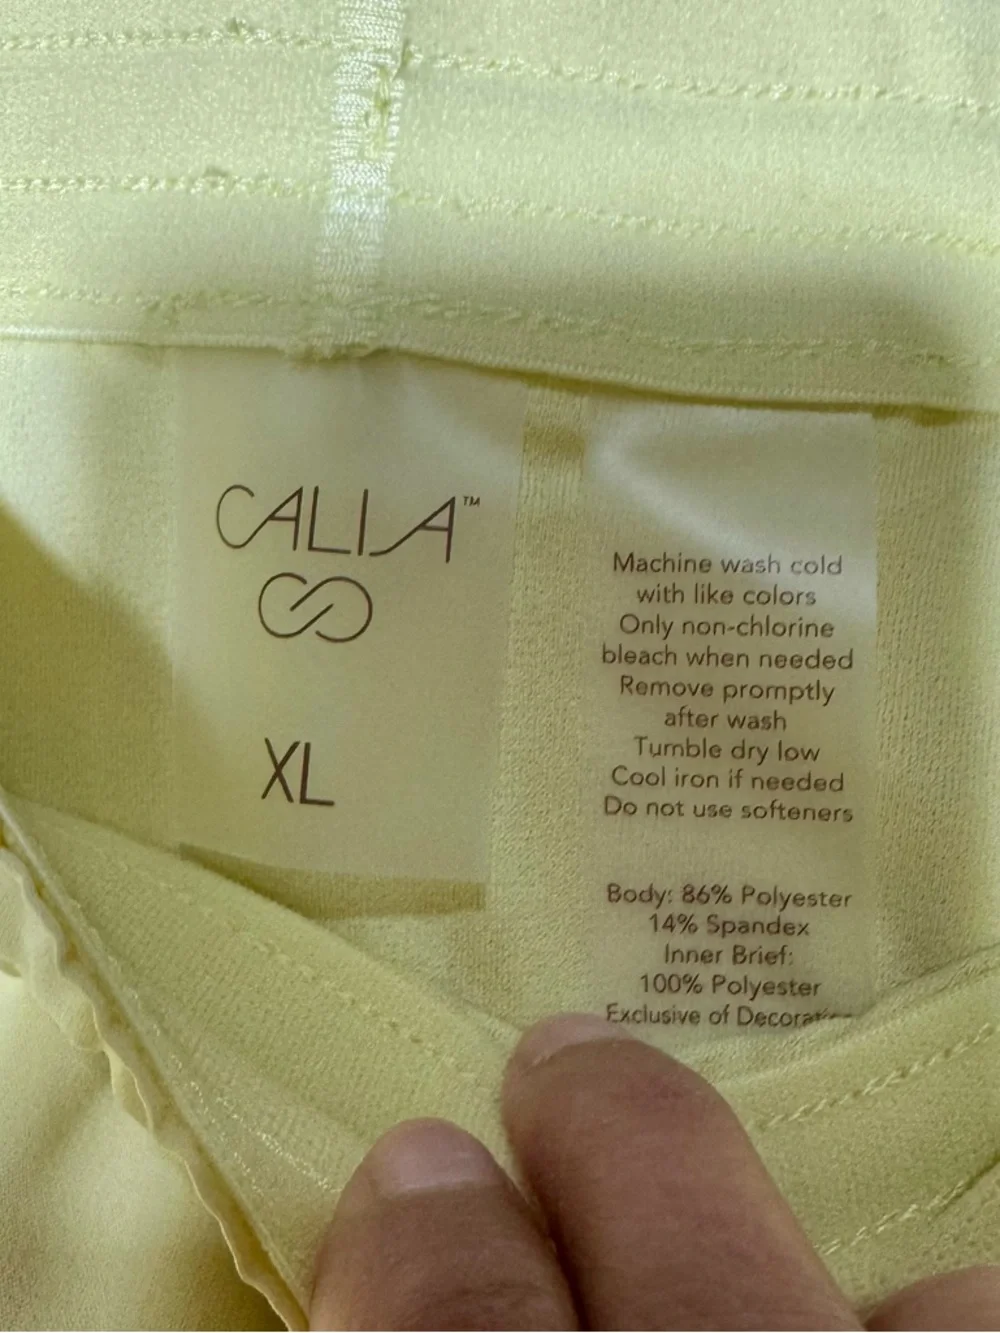 CALIA™
XL
Machine wash cold
with like colors
Only non-chlorine
bleach when needed
Remove promptly
after wash
Tumble dry low
Cool iron if needed
Do not use softeners
Body: 86% Polyester
14% Spandex
Inner Brief:
100% Polyester
Exclusive of